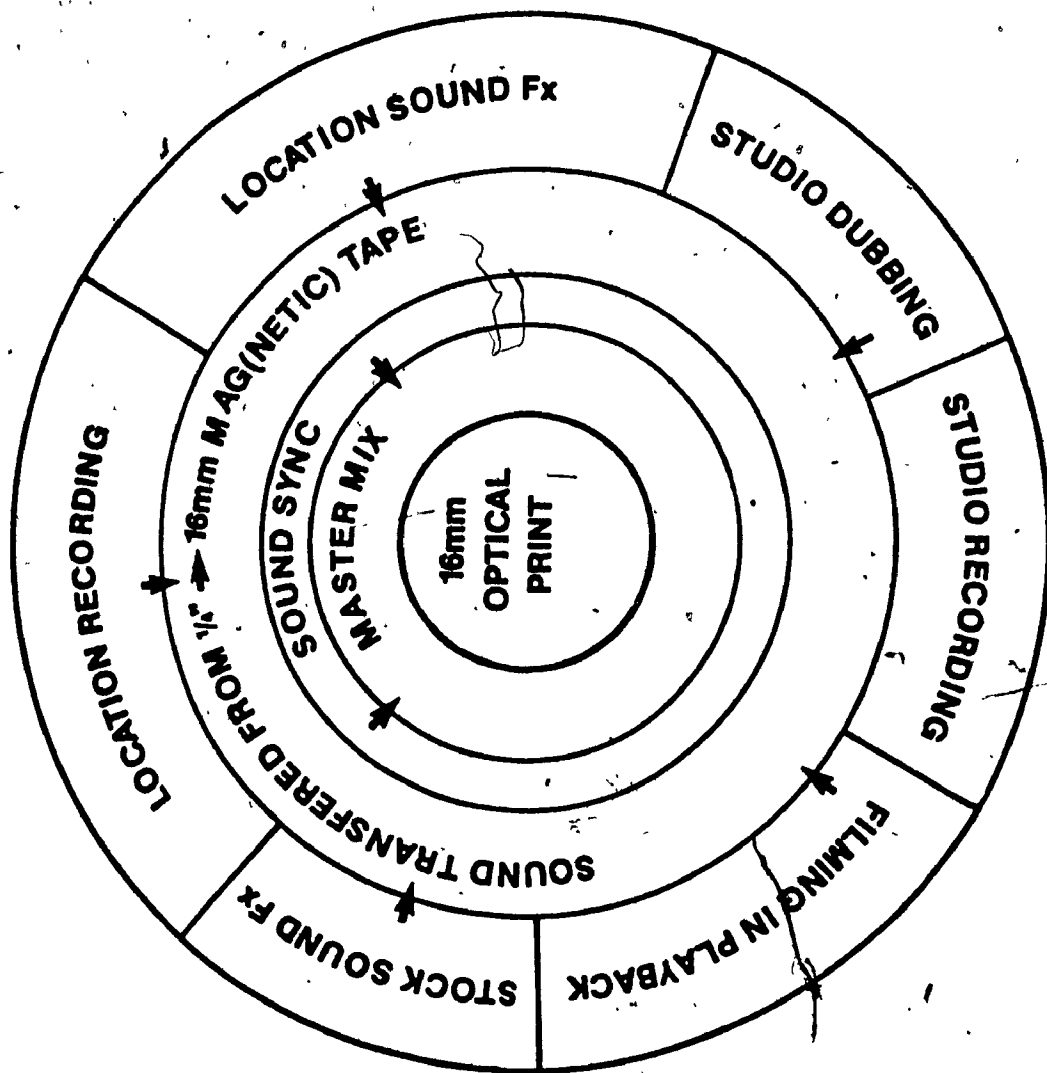 LOCATION SOUND Fx
STUDIO DUBBING
STUDIO RECORDING
FILMING IN PLAYBACK
STOCK SOUND Fx
LOCATION RECORDING
SOUND TRANSFERED FROM ¼" → 16mm MAG(NETIC) TAPE
SOUND SYNC
MASTER MIX
16mm
OPTICAL
PRINT